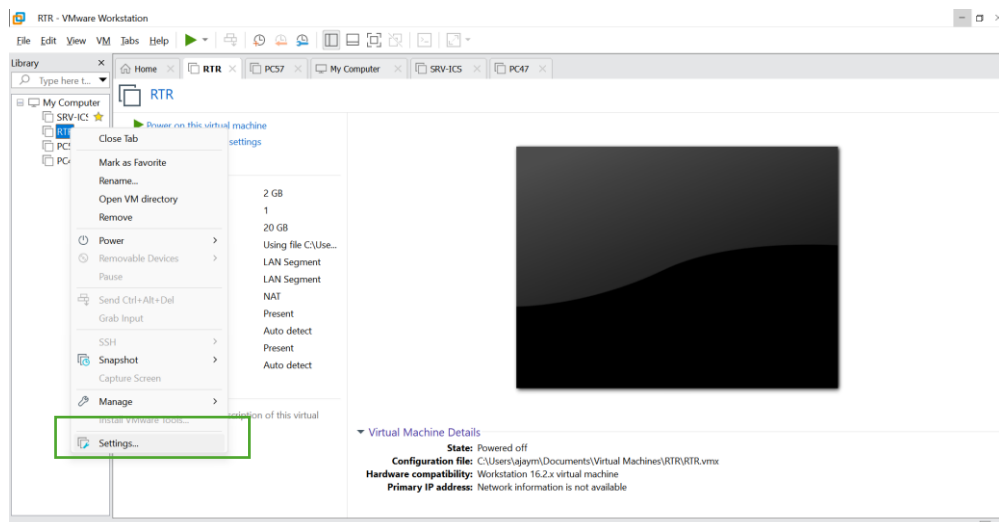 RTR - VMware Workstation
File Edit View VM Tabs Help
Library
Type here t...
Home RTR PC57 My Computer SRV-ICS PC47
My Computer
SRV-ICS
RTR
RTR
Power on this virtual machine
settings
Close Tab
Mark as Favorite
Rename...
Open VM directory
Remove
Power
Removable Devices
Pause
Send Ctrl+Alt+Del
Grab Input
SSH
Snapshot
Capture Screen
Manage
Install VMware Tools...
Settings...
2 GB
1
20 GB
Using file C:\Use...
LAN Segment
LAN Segment
NAT
Present
Auto detect
Present
Auto detect
scription of this virtual
Virtual Machine Details
State: Powered off
Configuration file: C:\Users\ajaym\Documents\Virtual Machines\RTR\RTR.vmx
Hardware compatibility: Workstation 16.2.x virtual machine
Primary IP address: Network information is not available